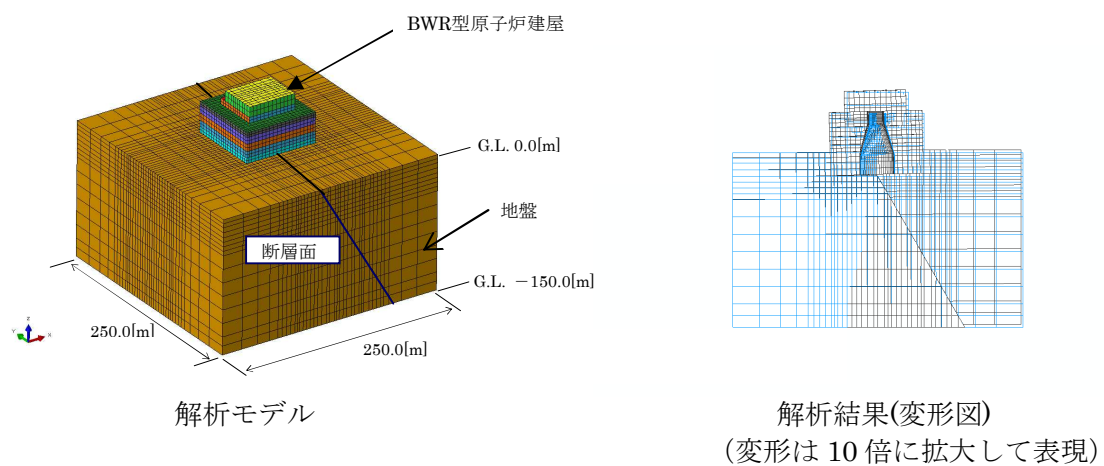 BWR型原子炉建屋
G.L. 0.0[m]
地盤
断層面
G.L. －150.0[m]
250.0[m]
250.0[m]
Z
Y
X
解析モデル
解析結果(変形図)
（変形は 10 倍に拡大して表現）